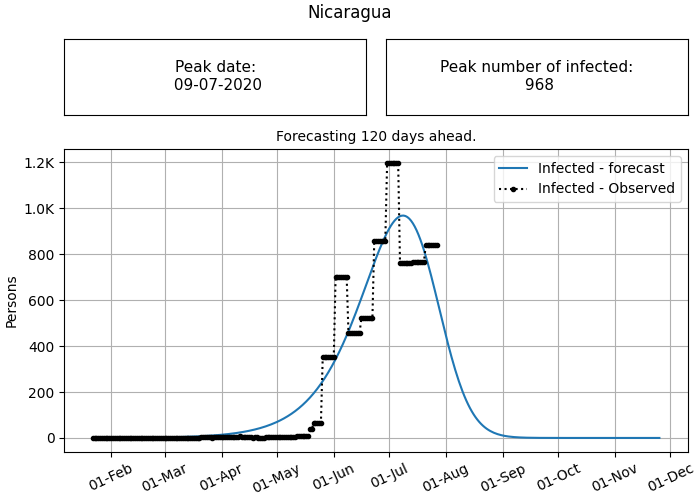 Nicaragua
Peak date:
09-07-2020
Peak number of infected:
968
Forecasting 120 days ahead.
Infected - forecast
Infected - Observed
1.2K
1.0K
800
600
400
200
0
Persons
01-Feb
01-Mar
01-Apr
01-May
01-Jun
01-Jul
01-Aug
01-Sep
01-Oct
01-Nov
01-Dec